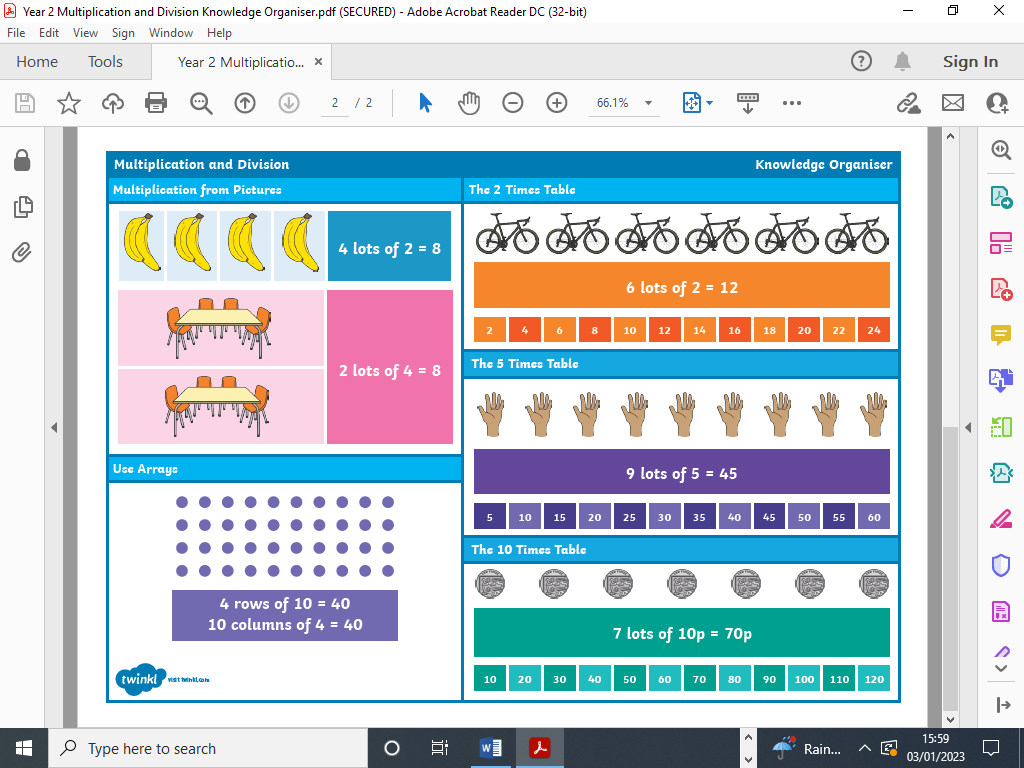 Year 2 Multiplication and Division Knowledge Organiser.pdf (SECURED) - Adobe Acrobat Reader DC (32-bit)
File Edit View Sign Window Help
Home Tools Year 2 Multiplicatio... × Sign In
2 / 2 66.1%
Multiplication and Division Knowledge Organiser
Multiplication from Pictures
4 lots of 2 = 8
2 lots of 4 = 8
Use Arrays
4 rows of 10 = 40
10 columns of 4 = 40
twinkl visit twinkl.com
The 2 Times Table
6 lots of 2 = 12
2 4 6 8 10 12 14 16 18 20 22 24
The 5 Times Table
9 lots of 5 = 45
5 10 15 20 25 30 35 40 45 50 55 60
The 10 Times Table
7 lots of 10p = 70p
10 20 30 40 50 60 70 80 90 100 110 120
Type here to search
Rain...
15:59
03/01/2023